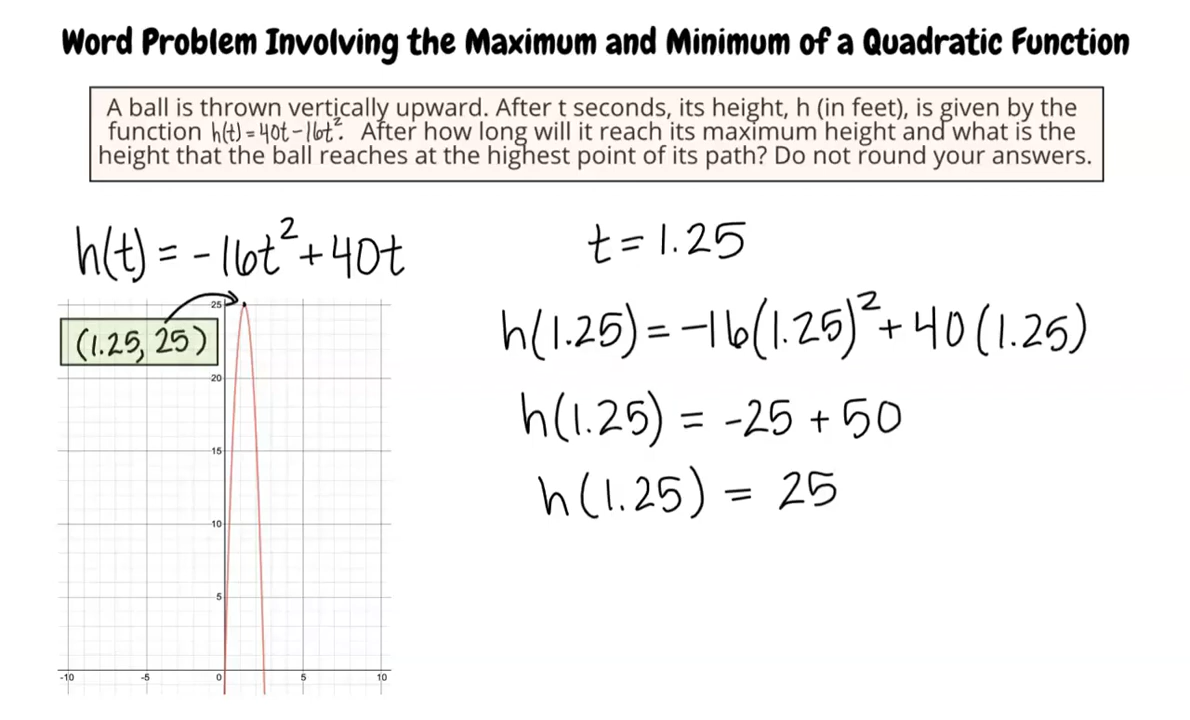 Word Problem Involving the Maximum and Minimum of a Quadratic Function
A ball is thrown vertically upward. After t seconds, its height, h (in feet), is given by the
function h(t) = 40t - 16t². After how long will it reach its maximum height and what is the
height that the ball reaches at the highest point of its path? Do not round your answers.
h(t) = -16t² + 40t
(1.25, 25)
25
20
15
10
5
-10 -5 0 5 10
t = 1.25
h(1.25) = -16(1.25)² + 40(1.25)
h(1.25) = -25 + 50
h(1.25) = 25